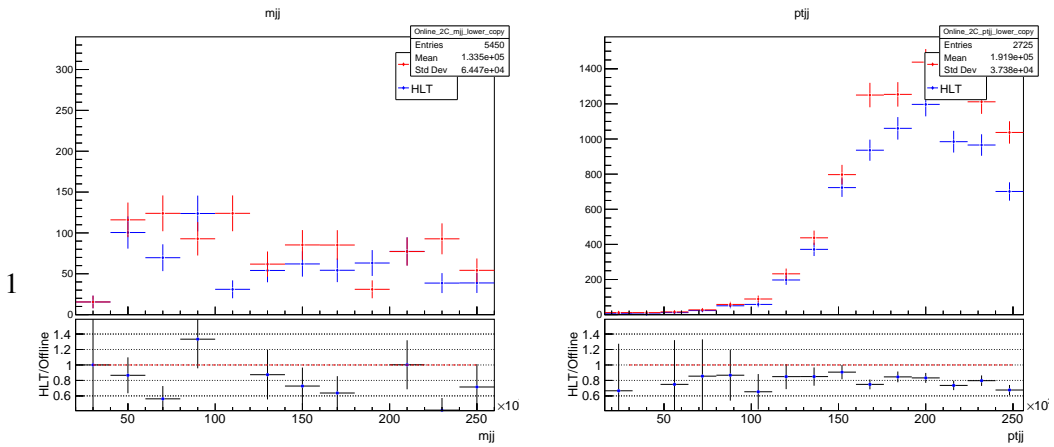 mjj
Online_2C_mjj_lower_copy
Entries 5450
Mean 1.335e+05
Std Dev 6.447e+04
HLT
300
250
200
150
100
50
0
1
HLT/Offline
1.4
1.2
1
0.8
0.6
50 100 150 200 250
mjj
ptjj
Online_2C_ptjj_lower_copy
Entries 2725
Mean 1.919e+05
Std Dev 3.738e+04
HLT
1400
1200
1000
800
600
400
200
0
HLT/Offline
1.4
1.2
1
0.8
0.6
50 100 150 200 250
ptjj